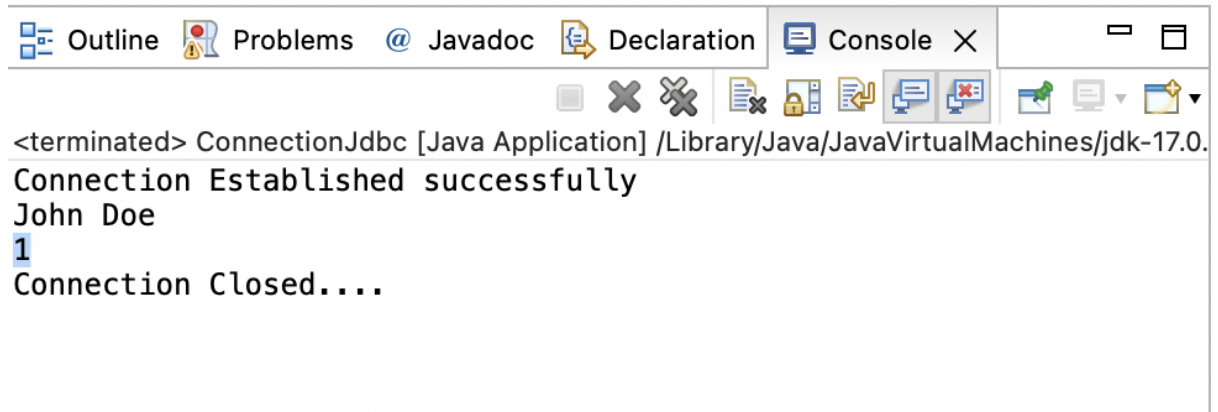 Outline Problems @ Javadoc Declaration Console
<terminated> ConnectionJdbc [Java Application] /Library/Java/JavaVirtualMachines/jdk-17.0.
Connection Established successfully
John Doe
1
Connection Closed....